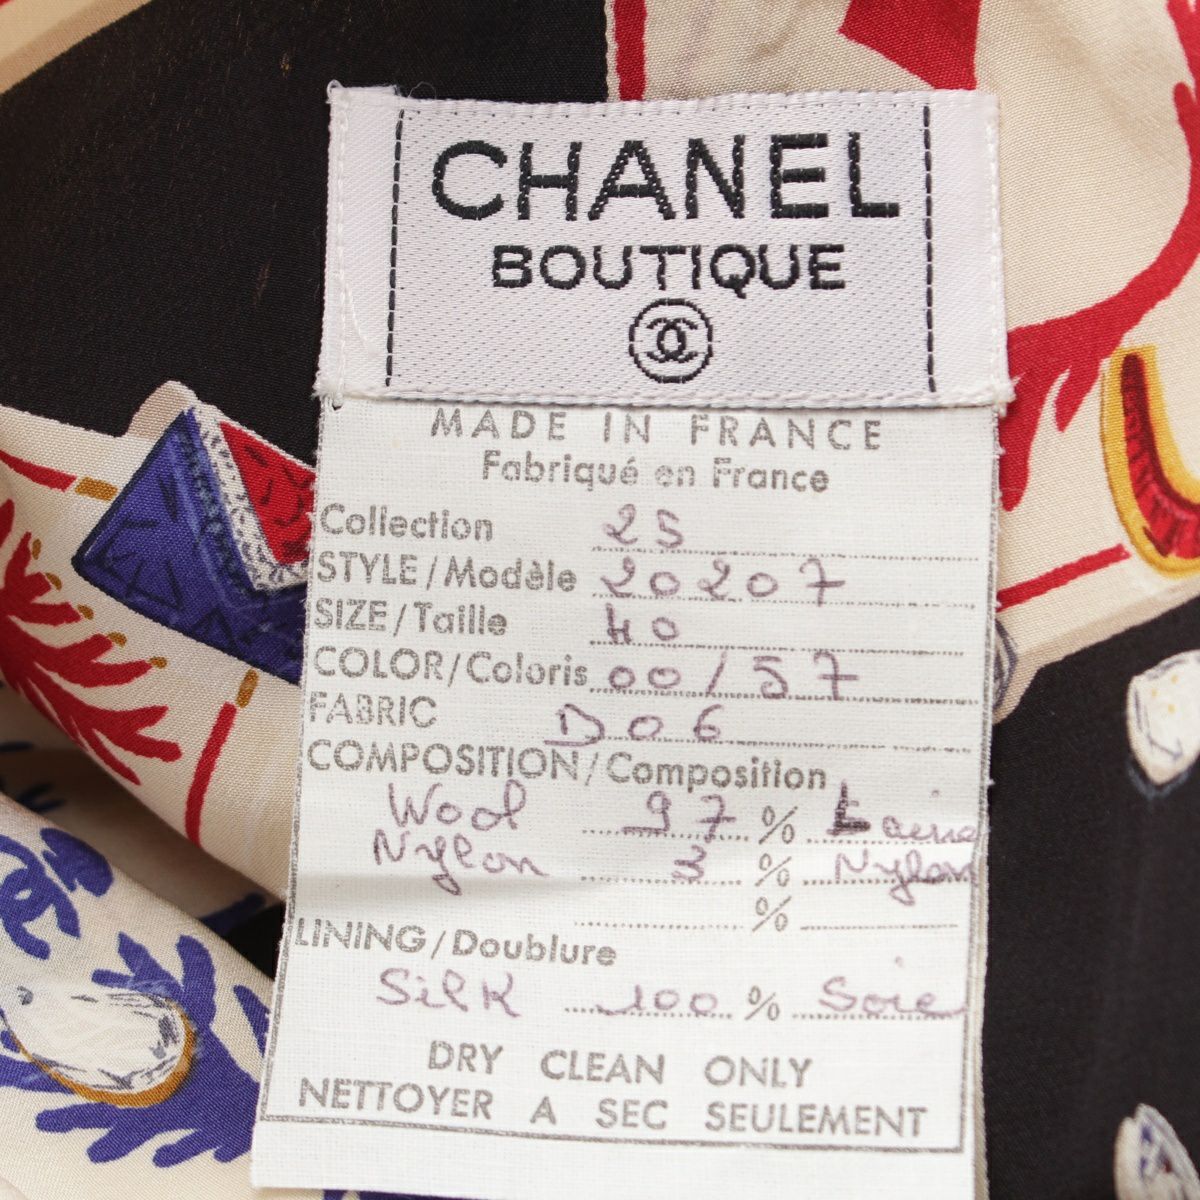 CHANEL
BOUTIQUE
MADE IN FRANCE
Fabriqué en France
Collection 25
STYLE/Modèle 20207
SIZE/Taille 40
COLOR/Coloris 00/57
FABRIC D06
COMPOSITION/Composition
Wool 97 % Laine
Nylon 3 % Nylon
%
LINING/Doublure
Silk 100 % Soie
DRY CLEAN ONLY
NETTOYER A SEC SEULEMENT